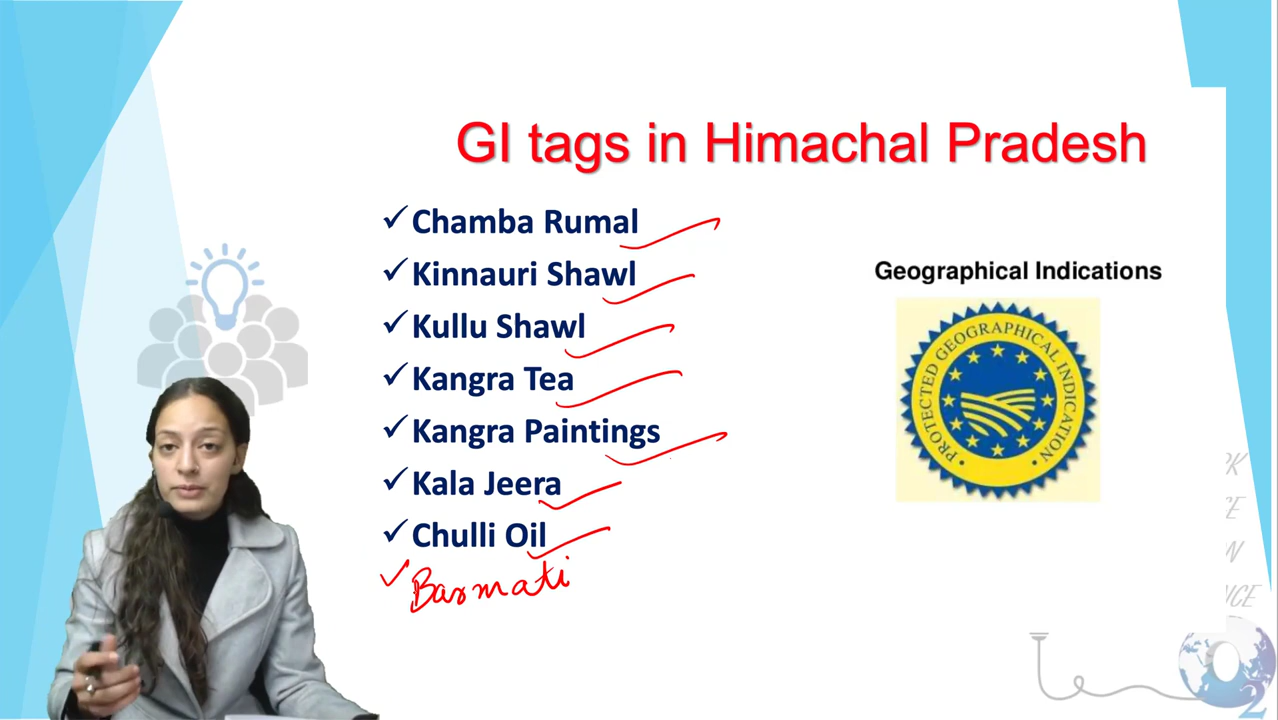 GI tags in Himachal Pradesh
Chamba Rumal
Kinnauri Shawl
Kullu Shawl
Kangra Tea
Kangra Paintings
Kala Jeera
Chulli Oil
Basmati
Geographical Indications
PROTECTED GEOGRAPHICAL INDICATION
O2